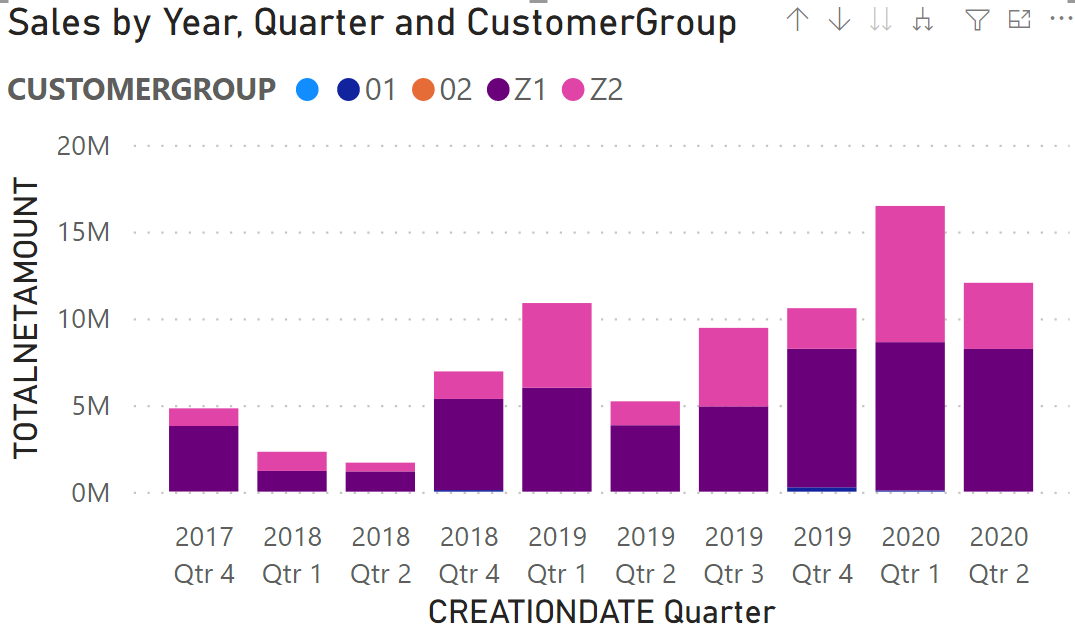 Sales by Year, Quarter and CustomerGroup
CUSTOMERGROUP 01 02 Z1 Z2
TOTALNETAMOUNT
20M
15M
10M
5M
0M
2017 2018 2018 2018 2019 2019 2019 2019 2020 2020
Qtr 4 Qtr 1 Qtr 2 Qtr 4 Qtr 1 Qtr 2 Qtr 3 Qtr 4 Qtr 1 Qtr 2
CREATIONDATE Quarter